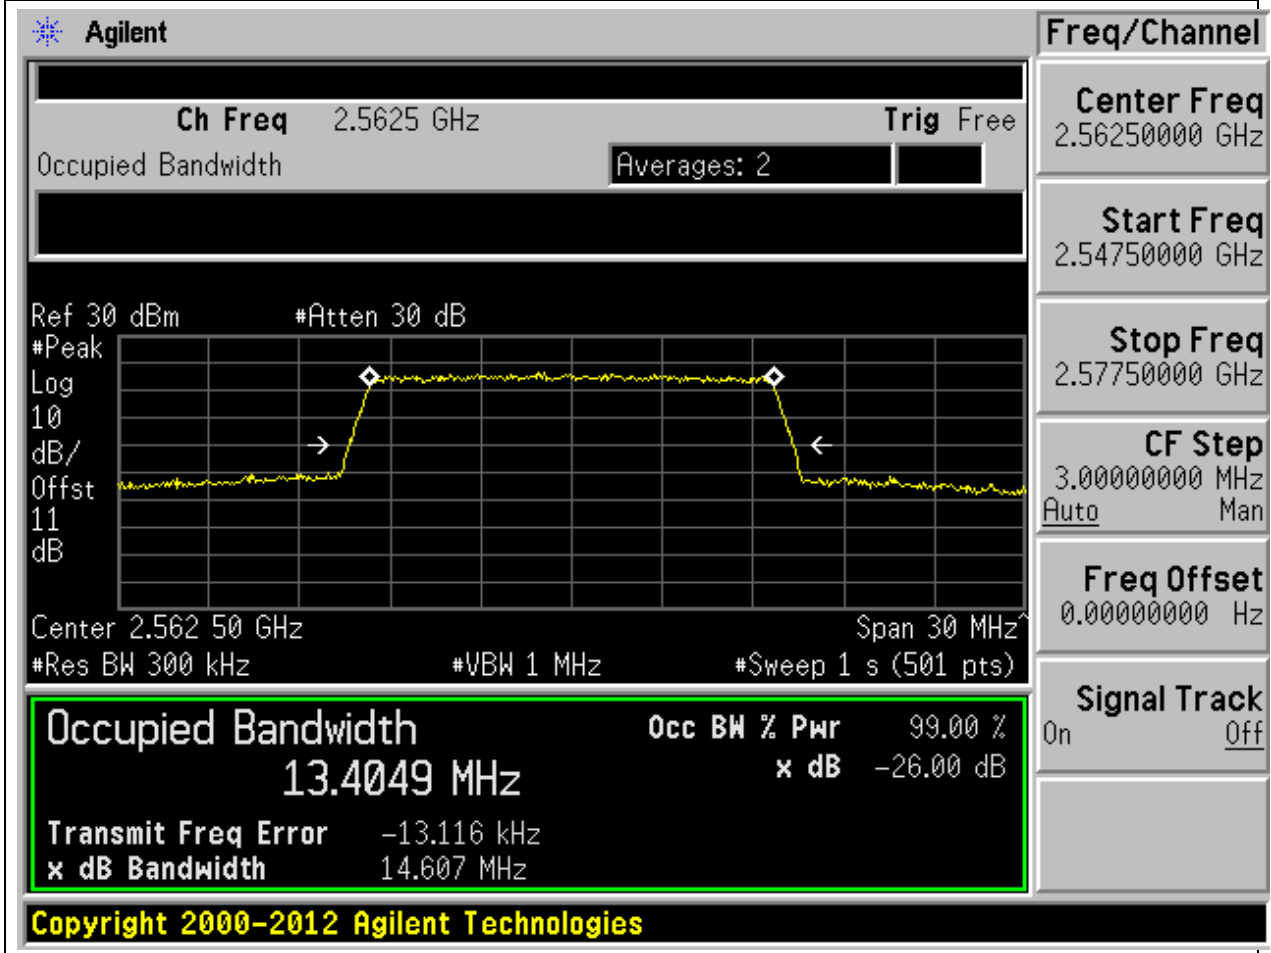 Agilent
Freq/Channel
Ch Freq 2.5625 GHz Trig Free
Occupied Bandwidth Averages: 2
Center Freq
2.56250000 GHz
Start Freq
2.54750000 GHz
Stop Freq
2.57750000 GHz
CF Step
3.00000000 MHz
Auto Man
Freq Offset
0.00000000 Hz
Signal Track
On Off
Ref 30 dBm #Atten 30 dB
#Peak
Log
10
dB/
Offst
11
dB
Center 2.562 50 GHz Span 30 MHz^
#Res BW 300 kHz #VBW 1 MHz #Sweep 1 s (501 pts)
Occupied Bandwidth Occ BW % Pwr 99.00 %
13.4049 MHz x dB -26.00 dB
Transmit Freq Error -13.116 kHz
x dB Bandwidth 14.607 MHz
Copyright 2000-2012 Agilent Technologies